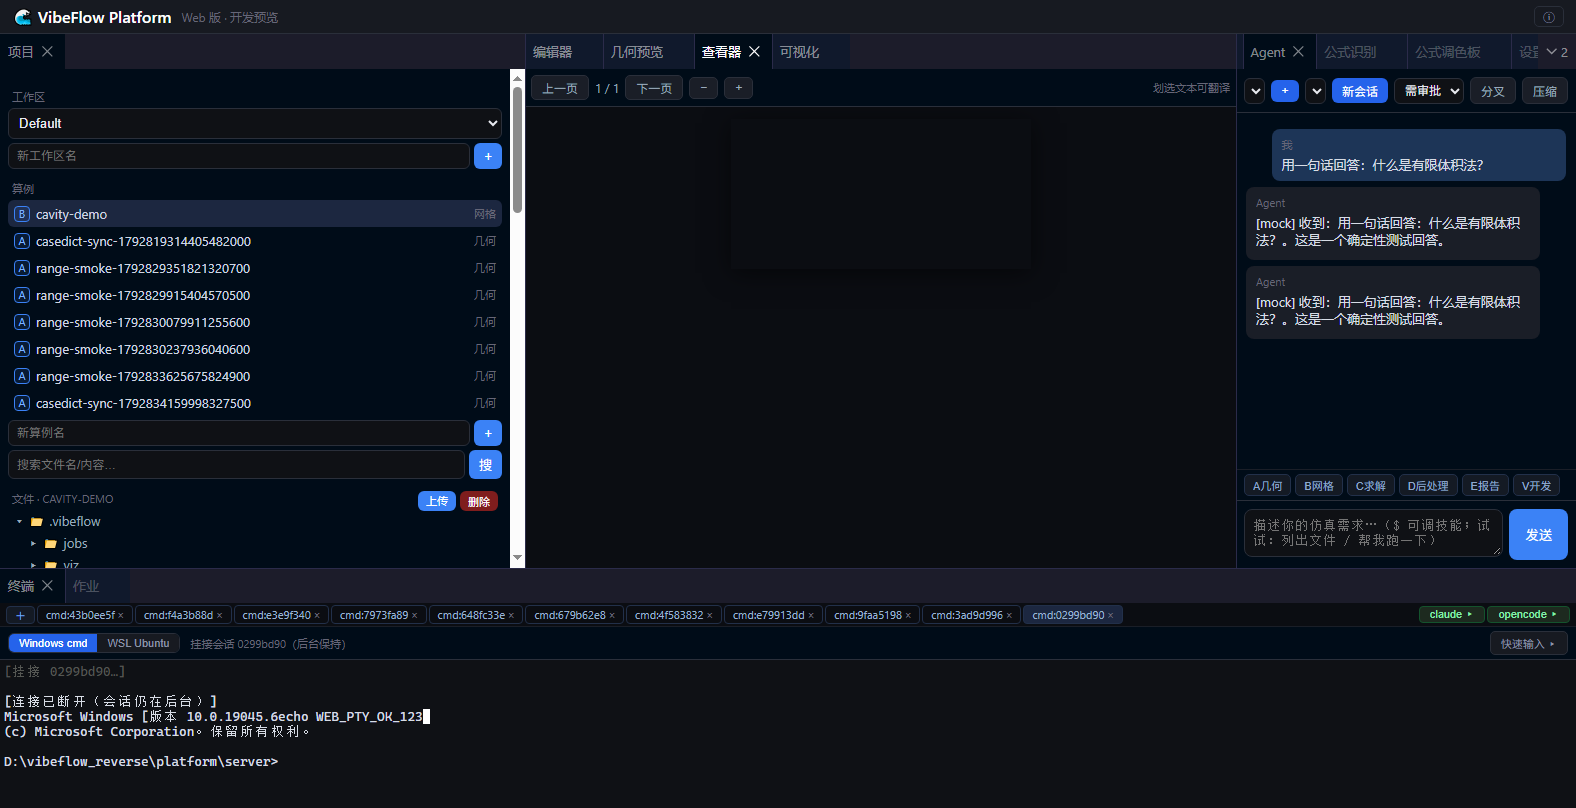 VibeFlow Platform Web 版 · 开发预览
项目
工作区
Default
新工作区名
+
算例
B cavity-demo 网格
A casedict-sync-1792819314405482000 几何
A range-smoke-1792829351821320700 几何
A range-smoke-1792829915404570500 几何
A range-smoke-1792830079911255600 几何
A range-smoke-1792830237936040600 几何
A range-smoke-1792833625675824900 几何
A casedict-sync-1792834159998327500 几何
新算例名
+
搜索文件名/内容...
搜
文件 · CAVITY-DEMO 上传 删除
.vibeflow
jobs
viz
编辑器 几何预览 查看器 可视化
上一页 1 / 1 下一页 − + 划选文本可翻译
Agent 公式识别 公式调色板 设置 2
+ 新会话 需审批 分叉 压缩
我
用一句话回答：什么是有限体积法？
Agent
[mock] 收到：用一句话回答：什么是有限体积
法？。这是一个确定性测试回答。
Agent
[mock] 收到：用一句话回答：什么是有限体积
法？。这是一个确定性测试回答。
A几何 B网格 C求解 D后处理 E报告 V开发
描述你的仿真需求…（$ 可调技能；试
试：列出文件 / 帮我跑一下）
发送
终端 作业
+ cmd:43b0ee5f × cmd:f4a3b88d × cmd:e3e9f340 × cmd:7973fa89 × cmd:648fc33e × cmd:679b62e8 × cmd:4f583832 × cmd:e79913dd × cmd:9faa5198 × cmd:3ad9d996 × cmd:0299bd90 × claude opencode
Windows cmd WSL Ubuntu 挂接会话 0299bd90（后台保持） 快速输入
[挂接 0299bd90…]
[连接已断开（会话仍在后台）]
Microsoft Windows [版本 10.0.19045.6echo WEB_PTY_OK_123
(c) Microsoft Corporation。保留所有权利。
D:\vibeflow_reverse\platform\server>